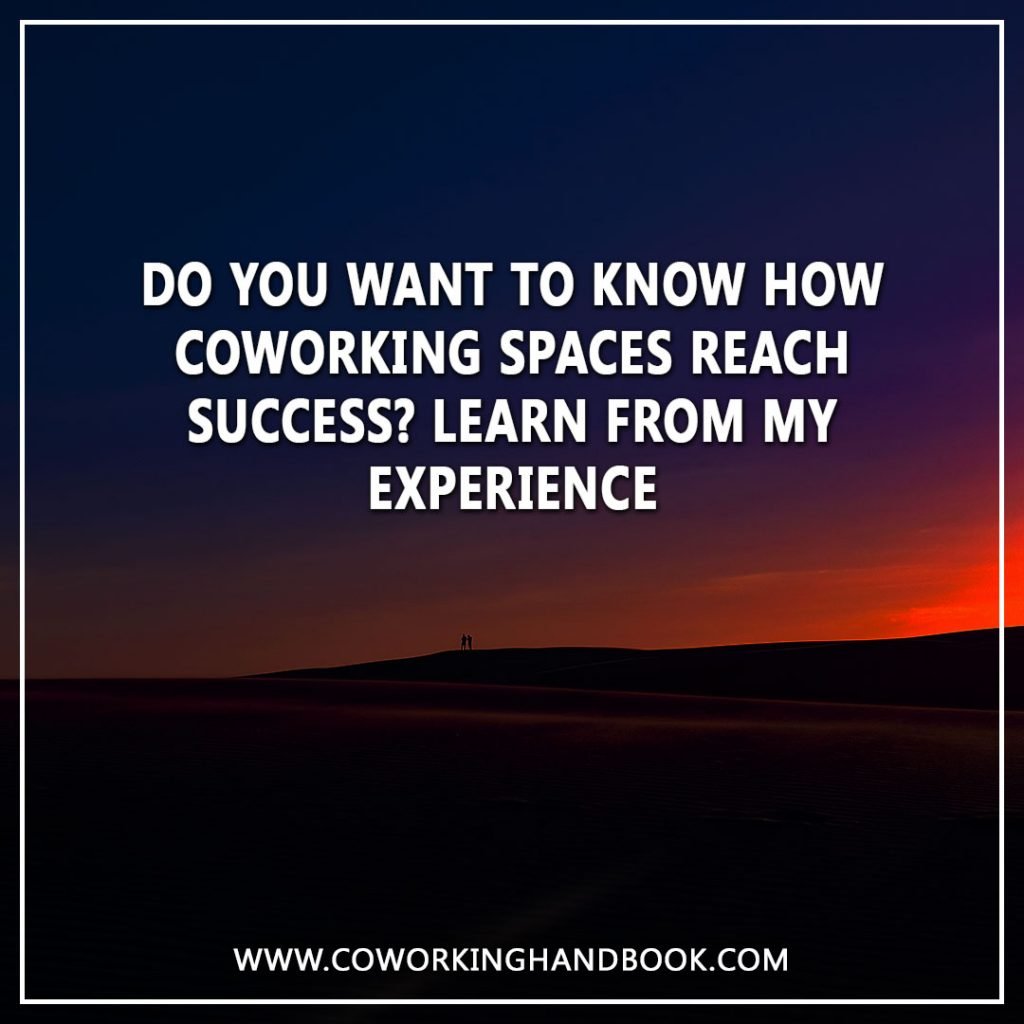 DO YOU WANT TO KNOW HOW
COWORKING SPACES REACH
SUCCESS? LEARN FROM MY
EXPERIENCE
WWW.COWORKINGHANDBOOK.COM